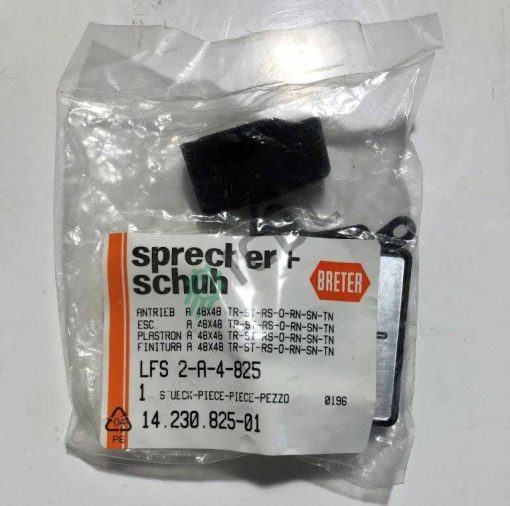 sprecher+
schuh
BRETER
ANTRIEB A 48X48 TR-ST-RS-O-RN-SN-TN
ESC. A 48X48 TR-ST-RS-O-RN-SN-TN
PLASTRON A 48X48 TR-ST-RS-O-RN-SN-TN
FINITURA A 48X48 TR-ST-RS-O-RN-SN-TN
LFS 2-A-4-825
1 STUECK-PIECE-PIECE-PEZZO 0196
04
PE
14.230.825-01